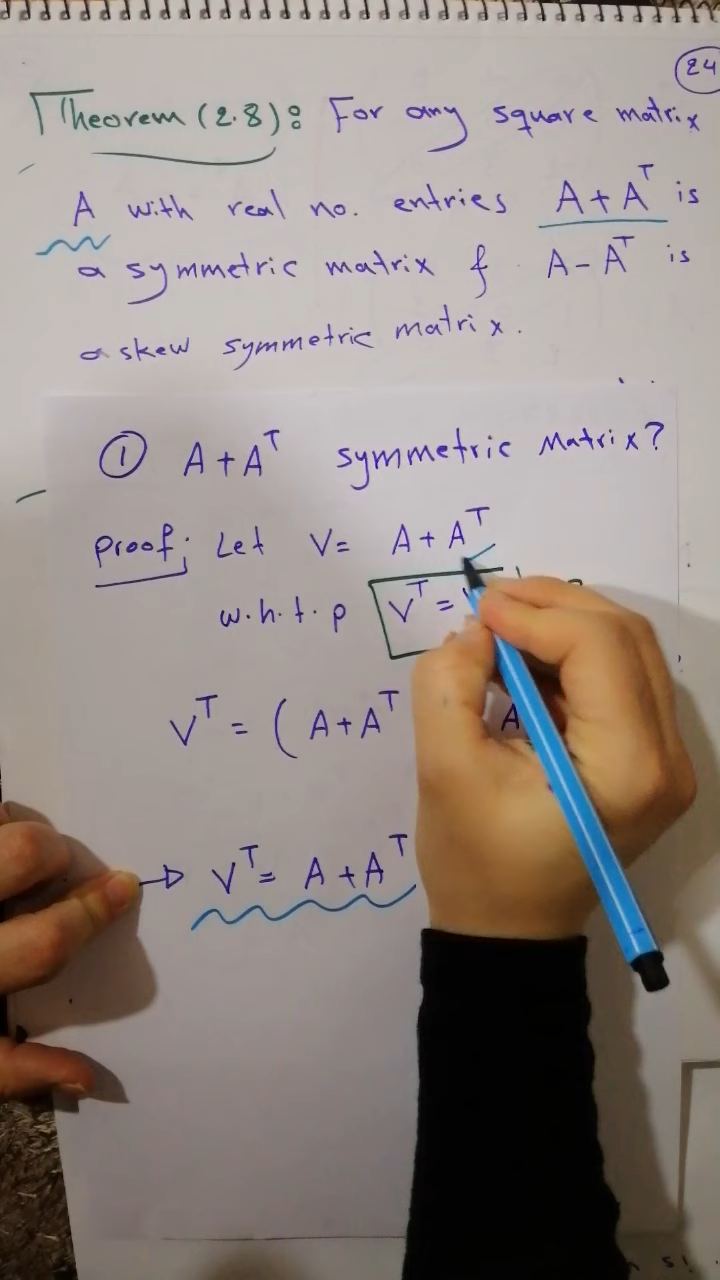 24
Theorem (2.8): For any square matrix
A with real no. entries A + Aᵀ is
a symmetric matrix & A - Aᵀ is
a skew symmetric matrix.
① A + Aᵀ symmetric Matrix?
Proof: Let V = A + Aᵀ
w.h.t.p Vᵀ =
Vᵀ = ( A + Aᵀ A
→ Vᵀ = A + Aᵀ